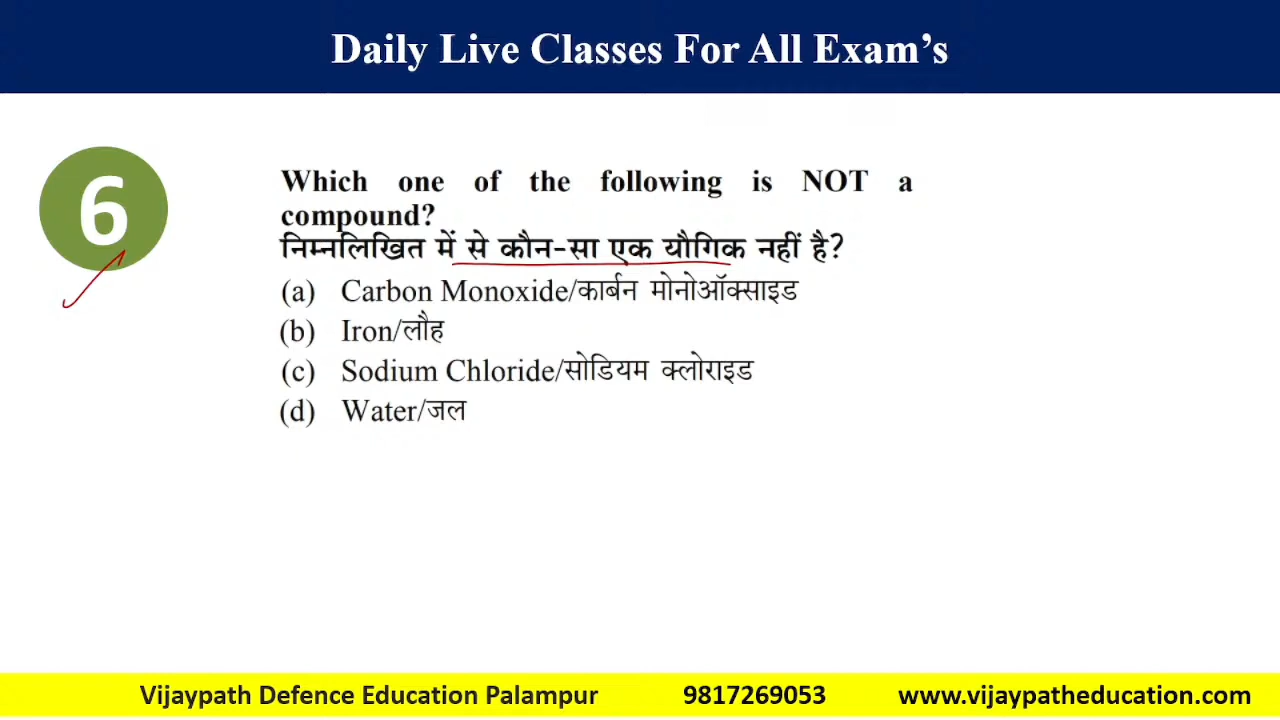 Daily Live Classes For All Exam’s
6
Which one of the following is NOT a
compound?
निम्नलिखित में से कौन-सा एक यौगिक नहीं है?
(a) Carbon Monoxide/कार्बन मोनोऑक्साइड
(b) Iron/लौह
(c) Sodium Chloride/सोडियम क्लोराइड
(d) Water/जल
Vijaypath Defence Education Palampur 9817269053 www.vijaypatheducation.com